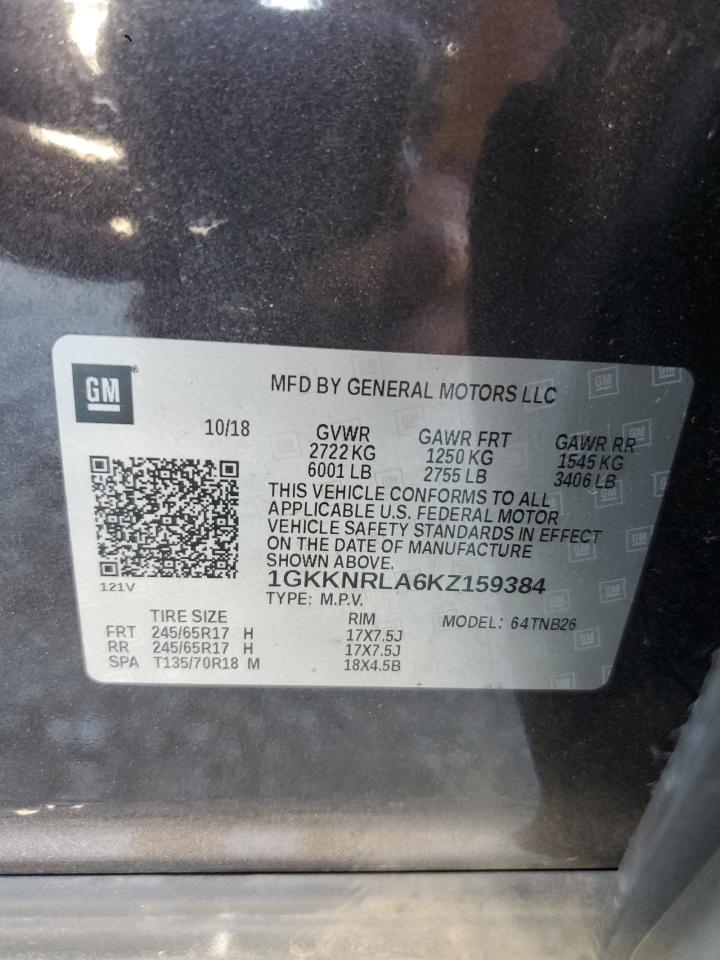 GM
MFD BY GENERAL MOTORS LLC
10/18
GVWR GAWR FRT GAWR RR
2722 KG 1250 KG 1545 KG
6001 LB 2755 LB 3406 LB
THIS VEHICLE CONFORMS TO ALL
APPLICABLE U.S. FEDERAL MOTOR
VEHICLE SAFETY STANDARDS IN EFFECT
ON THE DATE OF MANUFACTURE
SHOWN ABOVE.
121V
1GKKNRLA6KZ159384
TYPE: M.P.V.
TIRE SIZE RIM MODEL: 64TNB26
FRT 245/65R17 H 17X7.5J
RR 245/65R17 H 17X7.5J
SPA T135/70R18 M 18X4.5B